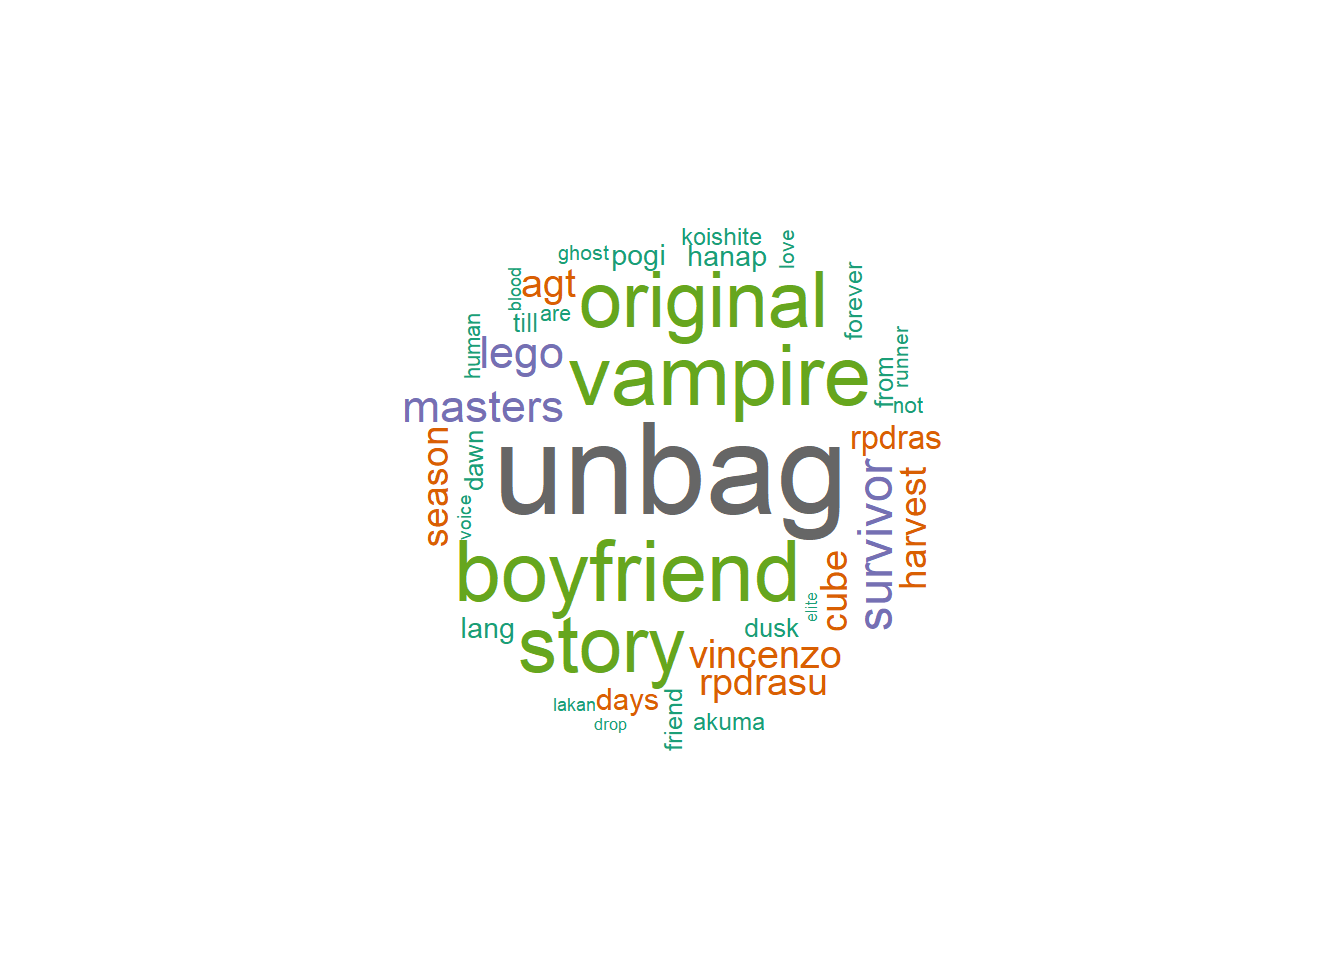 koishite
love
ghost
pogi
hanap
agt
blood
original
forever
till
are
human
lego
vampire
runner
from
not
masters
season
dawn
unbag
rpdras
voice
survivor
harvest
boyfriend
cube
elite
lang
story
dusk
vincenzo
rpdrasu
lakan
days
drop
friend
akuma